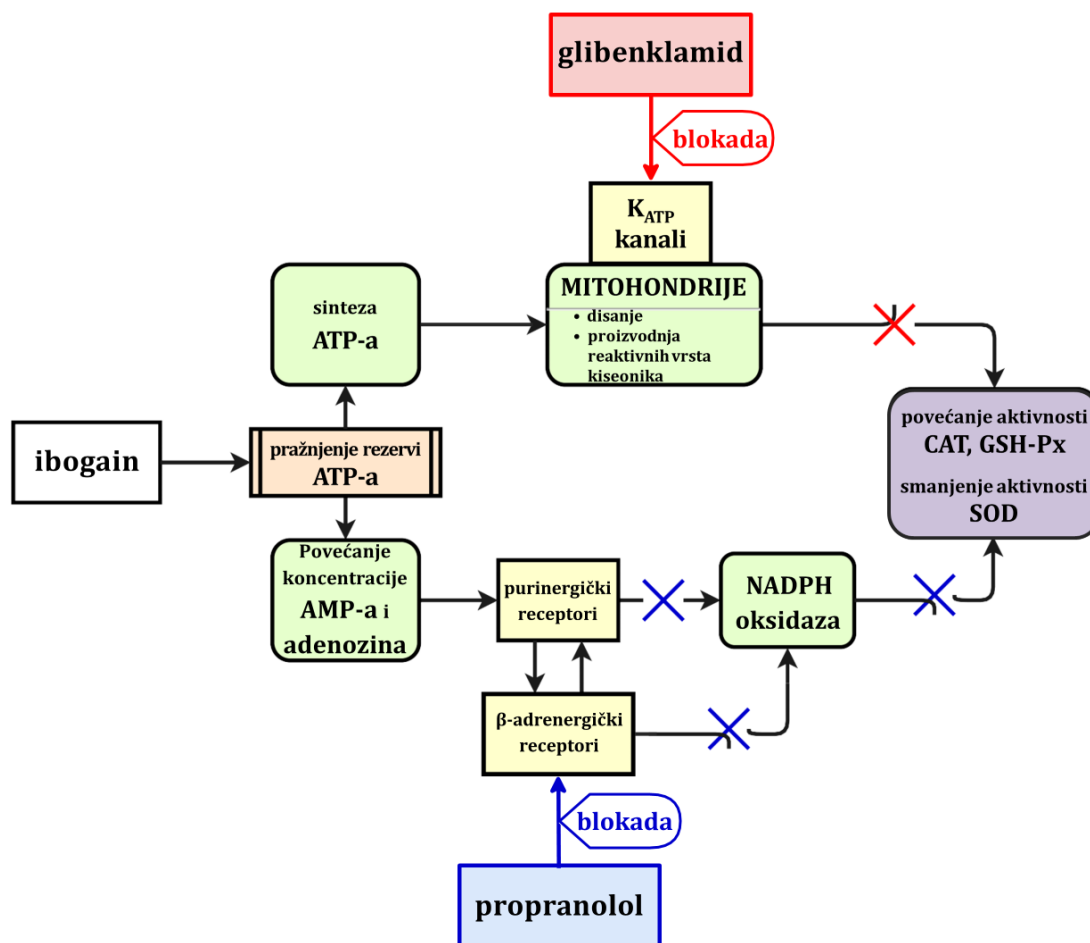 glibenklamid
blokada
KATP
kanali
sinteza
ATP-a
MITOHONDRIJE
• disanje
• proizvodnja
reaktivnih vrsta
kiseonika
ibogain
pražnjenje rezervi
ATP-a
povećanje aktivnosti
CAT, GSH-Px
smanjenje aktivnosti
SOD
Povećanje
koncentracije
AMP-a i
adenozina
purinergički
receptori
NADPH
oksidaza
β-adrenergički
receptori
blokada
propranolol